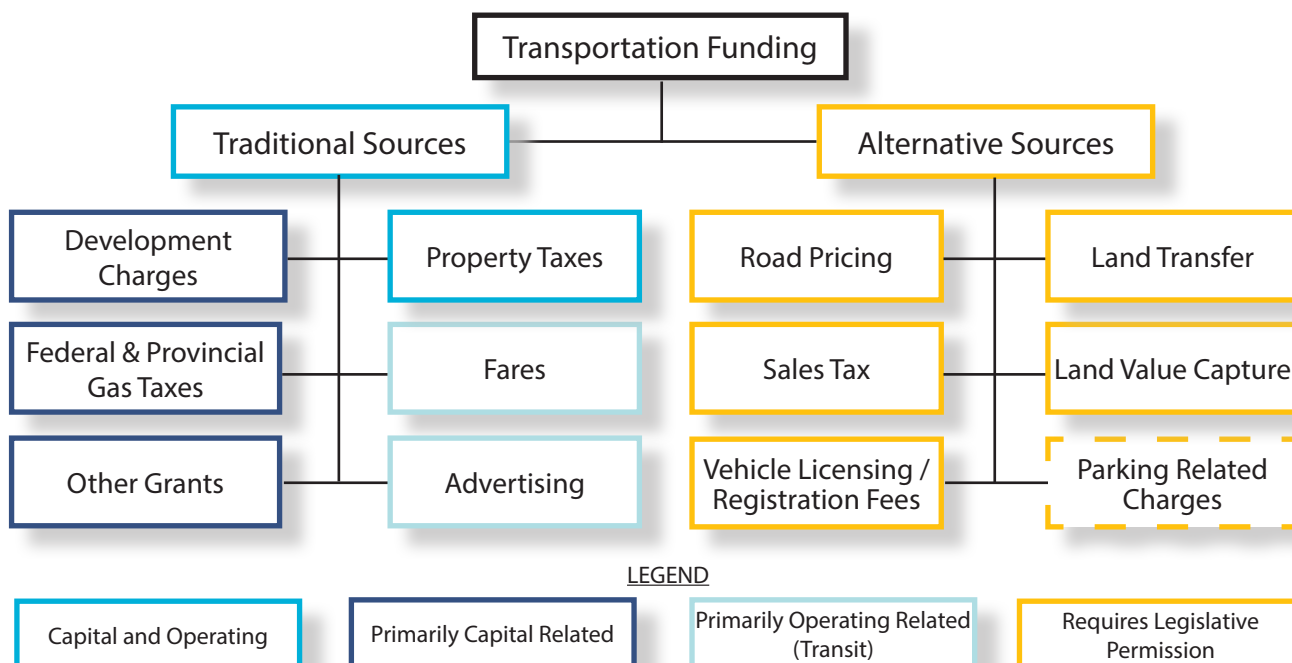 Transportation Funding
Traditional Sources
Alternative Sources
Development
Charges
Property Taxes
Road Pricing
Land Transfer
Federal & Provincial
Gas Taxes
Fares
Sales Tax
Land Value Capture
Other Grants
Advertising
Vehicle Licensing /
Registration Fees
Parking Related
Charges
LEGEND
Capital and Operating
Primarily Capital Related
Primarily Operating Related
(Transit)
Requires Legislative
Permission